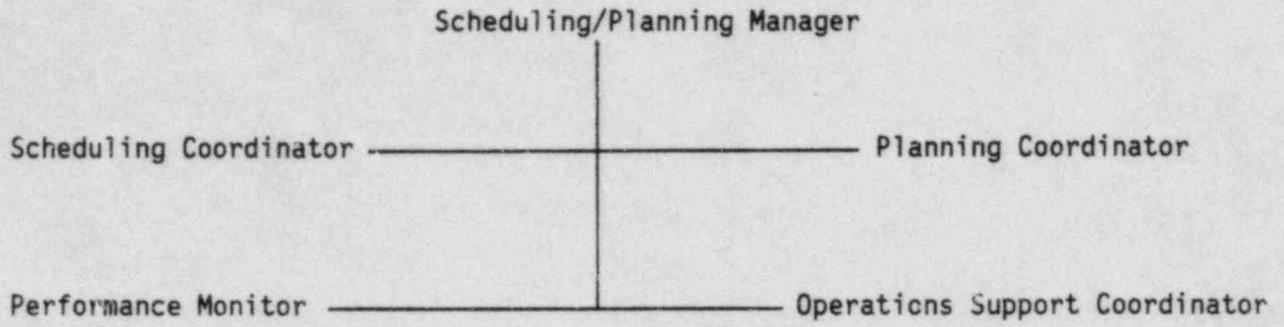 Scheduling/Planning Manager
Scheduling Coordinator Planning Coordinator
Performance Monitor Operations Support Coordinator